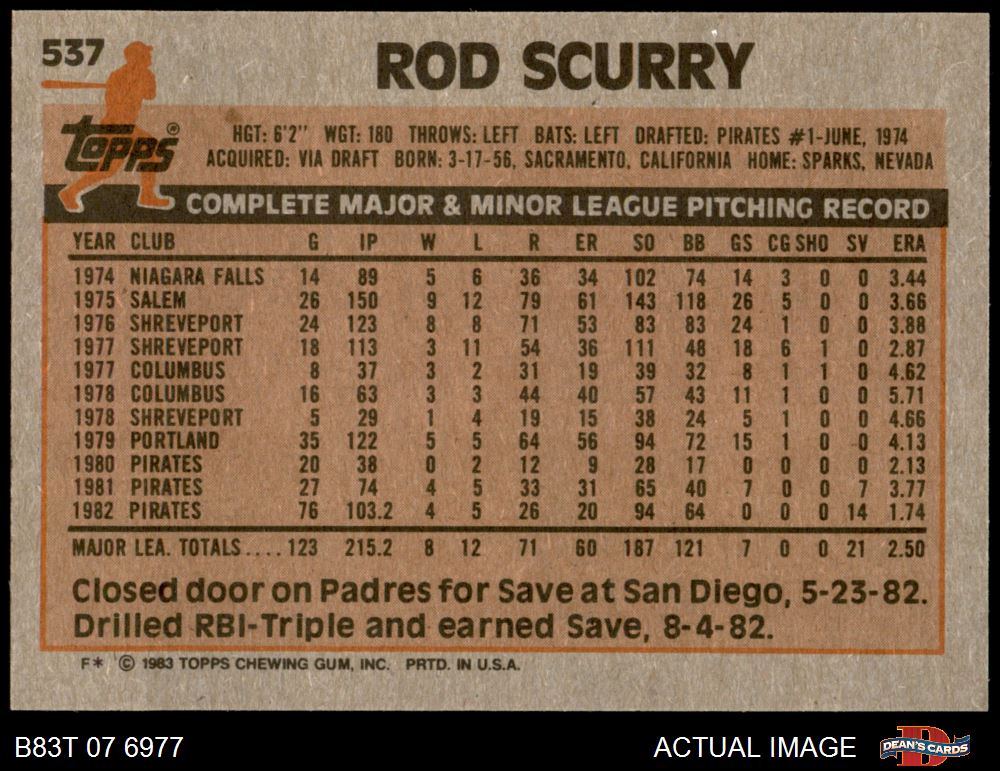 537
ROD SCURRY
Topps®
HGT: 6'2" WGT: 180 THROWS: LEFT BATS: LEFT DRAFTED: PIRATES #1-JUNE, 1974
ACQUIRED: VIA DRAFT BORN: 3-17-56, SACRAMENTO, CALIFORNIA HOME: SPARKS, NEVADA
COMPLETE MAJOR & MINOR LEAGUE PITCHING RECORD
YEAR CLUB G IP W L R ER SO BB GS CG SHO SV ERA
1974 NIAGARA FALLS 14 89 5 6 36 34 102 74 14 3 0 0 3.44
1975 SALEM 26 150 9 12 79 61 143 118 26 5 0 0 3.66
1976 SHREVEPORT 24 123 8 8 71 53 83 83 24 1 0 0 3.88
1977 SHREVEPORT 18 113 3 11 54 36 111 48 18 6 1 0 2.87
1977 COLUMBUS 8 37 3 2 31 19 39 32 8 1 1 0 4.62
1978 COLUMBUS 16 63 3 3 44 40 57 43 11 1 0 0 5.71
1978 SHREVEPORT 5 29 1 4 19 15 38 24 5 1 0 0 4.66
1979 PORTLAND 35 122 5 5 64 56 94 72 15 1 0 0 4.13
1980 PIRATES 20 38 0 2 12 9 28 17 0 0 0 0 2.13
1981 PIRATES 27 74 4 5 33 31 65 40 7 0 0 7 3.77
1982 PIRATES 76 103.2 4 5 26 20 94 64 0 0 0 14 1.74
MAJOR LEA. TOTALS.... 123 215.2 8 12 71 60 187 121 7 0 0 21 2.50
Closed door on Padres for Save at San Diego, 5-23-82.
Drilled RBI-Triple and earned Save, 8-4-82.
F* © 1983 TOPPS CHEWING GUM, INC. PRTD. IN U.S.A.
B83T 07 6977 ACTUAL IMAGE D DEAN'S CARDS